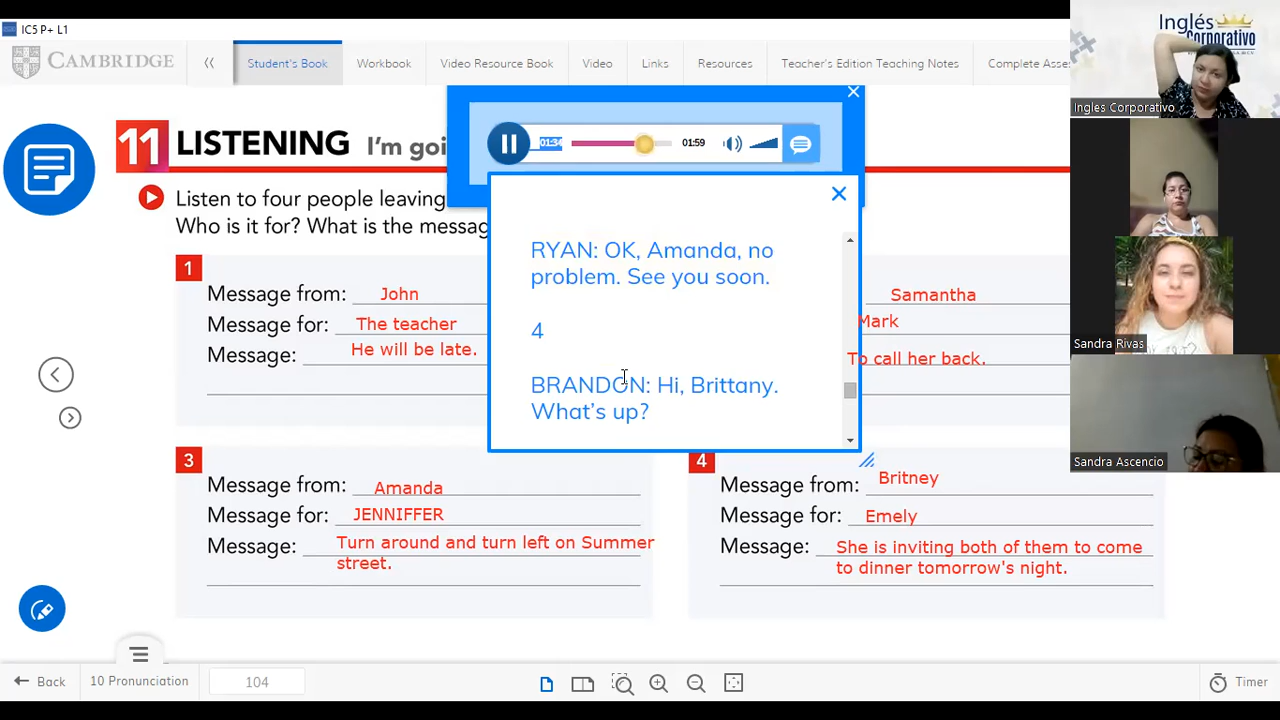 IC5 P+ L1
CAMBRIDGE
Student's Book
Workbook
Video Resource Book
Video
Links
Resources
Teacher's Edition Teaching Notes
Complete Asse
Inglés
Corporativo
Ingles Corporativo
11 LISTENING I'm goi
01:34
01:59
Listen to four people leaving
Who is it for? What is the messag
RYAN: OK, Amanda, no
problem. See you soon.
4
BRANDON: Hi, Brittany.
What's up?
1
Message from: John
Message for: The teacher
Message: He will be late.
Samantha
Mark
To call her back.
Sandra Rivas
Sandra Ascencio
3
Message from: Amanda
Message for: JENNIFFER
Message: Turn around and turn left on Summer
street.
4
Message from: Britney
Message for: Emely
Message: She is inviting both of them to come
to dinner tomorrow's night.
Back
10 Pronunciation
104
Timer